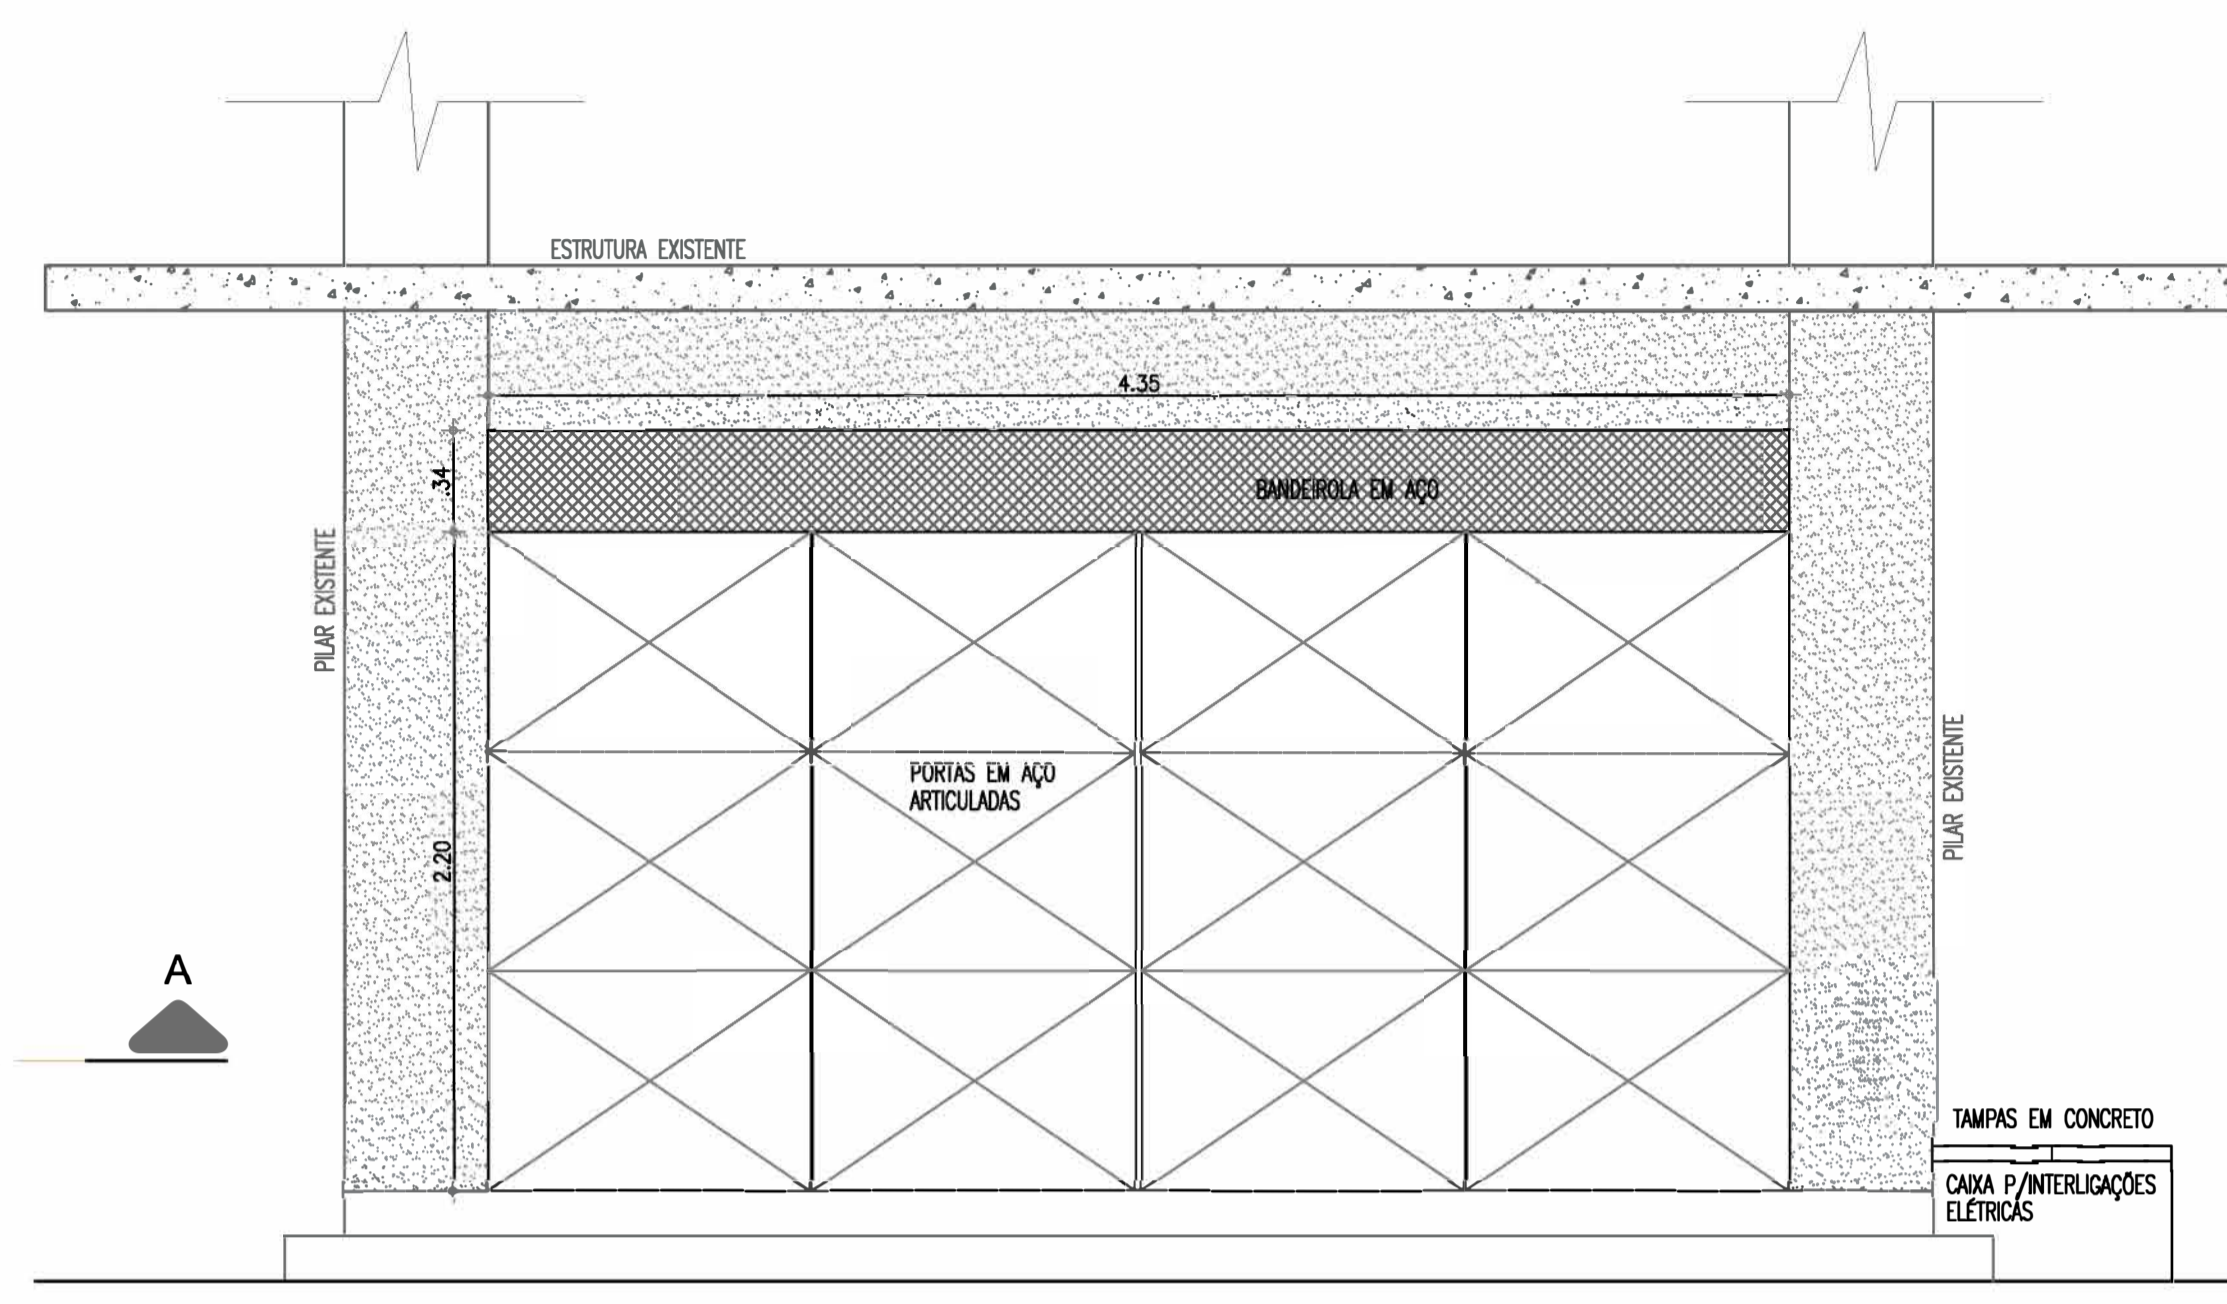 ESTRUTURA EXISTENTE
4.35
.34
BANDEIROLA EM AÇO
PILAR EXISTENTE
PORTAS EM AÇO
ARTICULADAS
PILAR EXISTENTE
2.20
A
TAMPAS EM CONCRETO
CAIXA P/INTERLIGAÇÕES
ELÉTRICAS